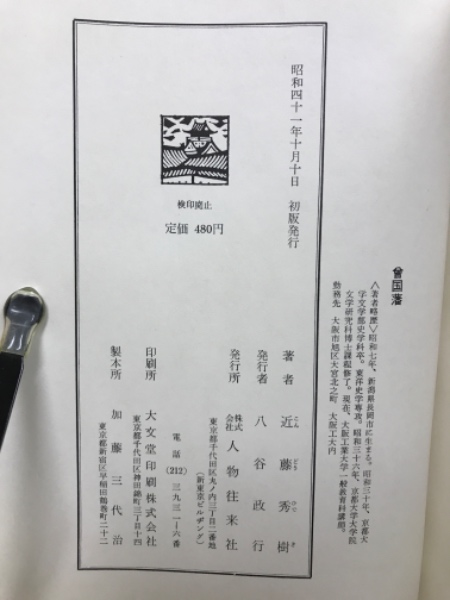 曾国藩
〈著者略歴〉昭和七年、新潟県長岡市に生まる。昭和三十年、京都大
学文学部史学科卒。東洋史学専攻。昭和三十六年、京都大学大学院
文学研究科博士課程修了。現在、大阪工業大学一般教育科講師。
勤務先 大阪市旭区大宮北之町 大阪工大内
昭和四十一年十月十日 初版発行
検印廃止
定価 480円
著者 近藤秀樹
こん どう ひで き
発行者 八谷政行
発行所 株式会社 人物往来社
東京都千代田区丸ノ内三丁目二番地
(新東京ビルヂング)
電話 (212) 三九三一～六番
印刷所 大文堂印刷株式会社
東京都千代田区神田錦町三丁目十四
製本所 加藤三代治
東京都新宿区早稲田鶴巻町二十二